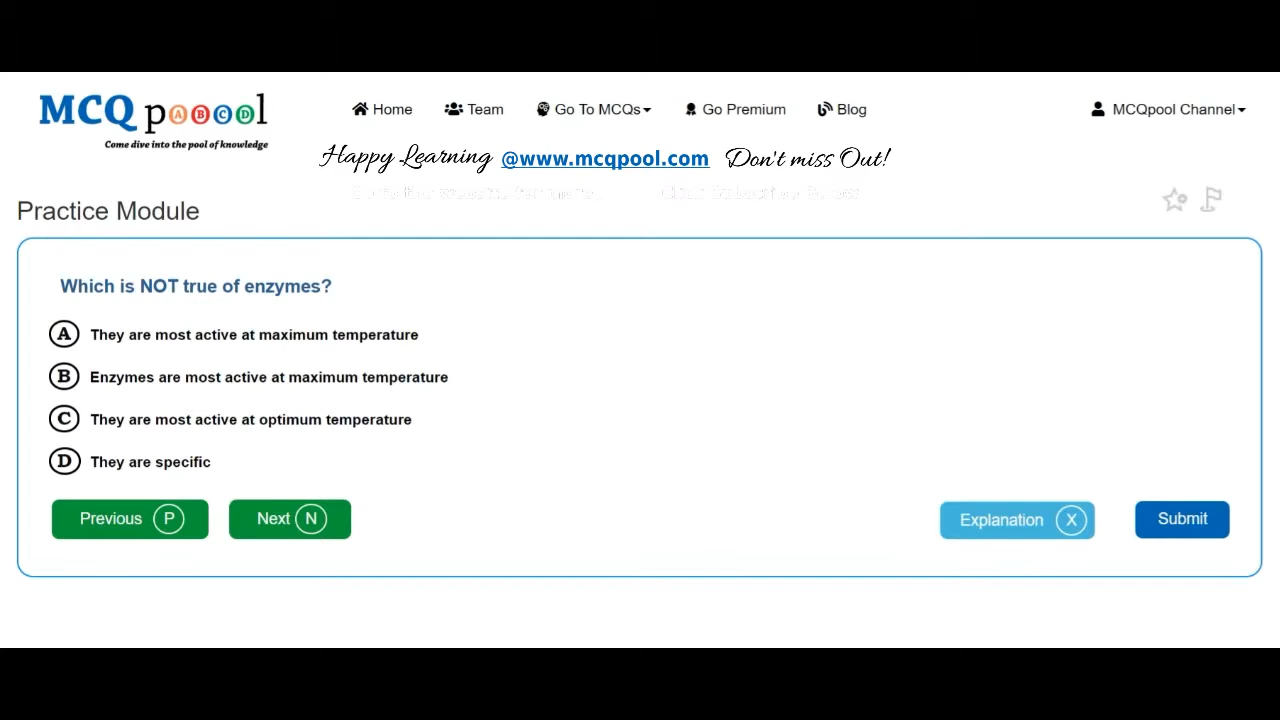 MCQ pooool
A B C D
Come dive into the pool of knowledge
Home Team Go To MCQs Go Premium Blog MCQpool Channel
Happy Learning @www.mcqpool.com Don't miss Out!
Practice Module
Which is NOT true of enzymes?
A They are most active at maximum temperature
B Enzymes are most active at maximum temperature
C They are most active at optimum temperature
D They are specific
Previous P Next N Explanation X Submit